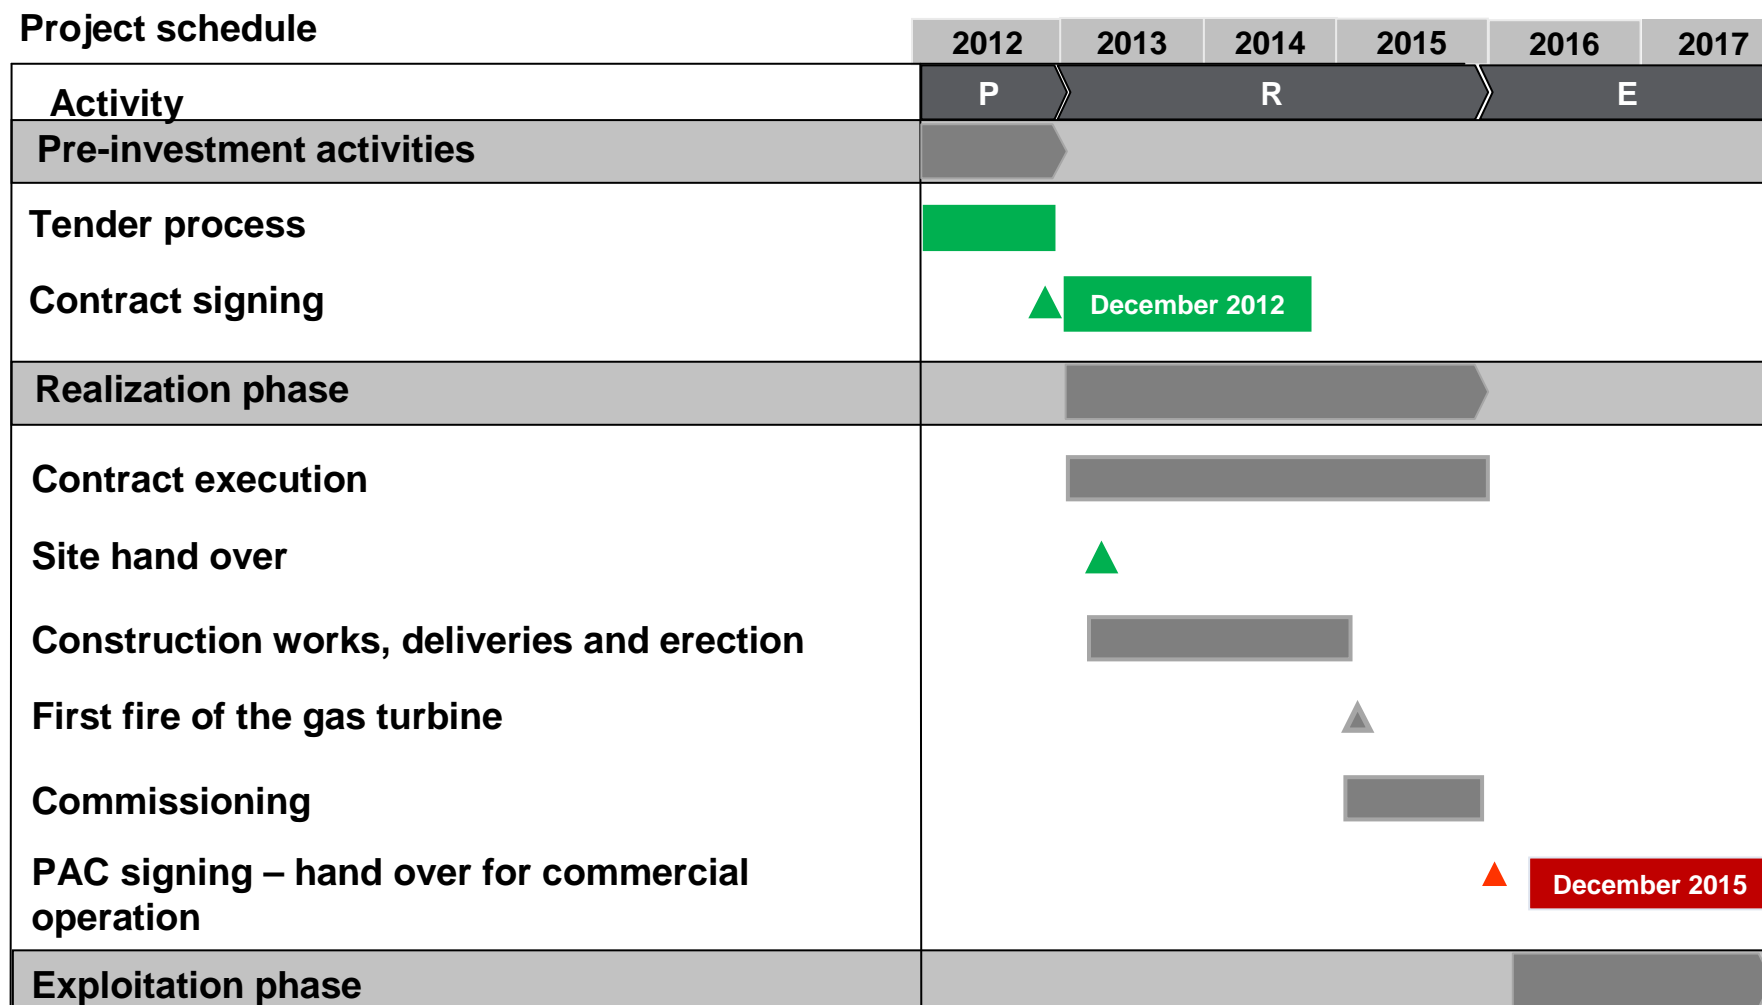 Project schedule
2012 2013 2014 2015 2016 2017
Activity P R E
Pre-investment activities
Tender process
Contract signing December 2012
Realization phase
Contract execution
Site hand over
Construction works, deliveries and erection
First fire of the gas turbine
Commissioning
PAC signing – hand over for commercial
operation
December 2015
Exploitation phase